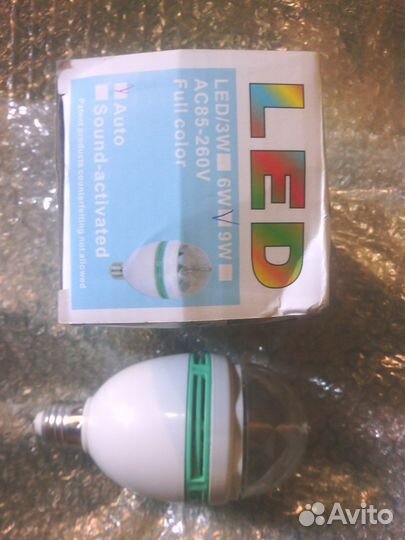 LED
LED/3W 6W 9W
AC85-260V
Full color
Auto
Sound-activated
Patent products counterfeiting not allowed
Avito